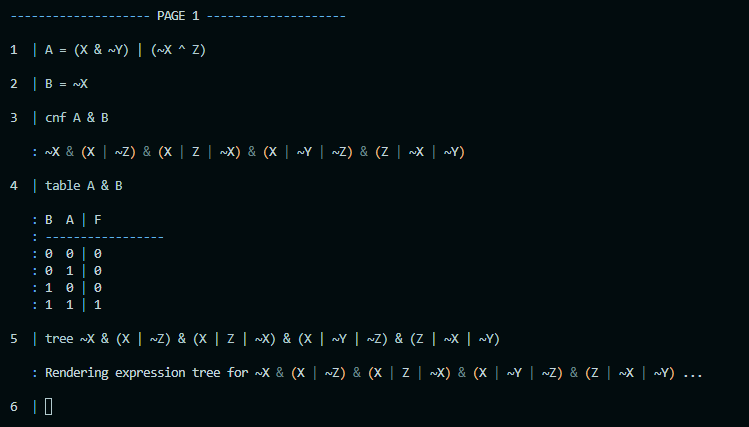 ------------------- PAGE 1 -------------------
1 | A = (X & ~Y) | (~X ^ Z)
2 | B = ~X
3 | cnf A & B
: ~X & (X | ~Z) & (X | Z | ~X) & (X | ~Y | ~Z) & (Z | ~X | ~Y)
4 | table A & B
: B A | F
: -----------------
: 0 0 | 0
: 0 1 | 0
: 1 0 | 0
: 1 1 | 1
5 | tree ~X & (X | ~Z) & (X | Z | ~X) & (X | ~Y | ~Z) & (Z | ~X | ~Y)
: Rendering expression tree for ~X & (X | ~Z) & (X | Z | ~X) & (X | ~Y | ~Z) & (Z | ~X | ~Y) ...
6 |